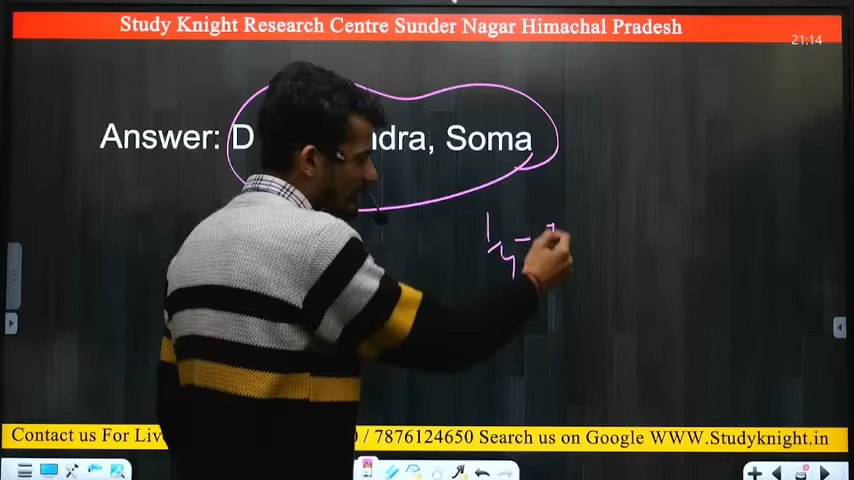 Study Knight Research Centre Sunder Nagar Himachal Pradesh
21:14
Answer: D ndra, Soma
Contact us For Liv / 7876124650 Search us on Google WWW.Studyknight.in